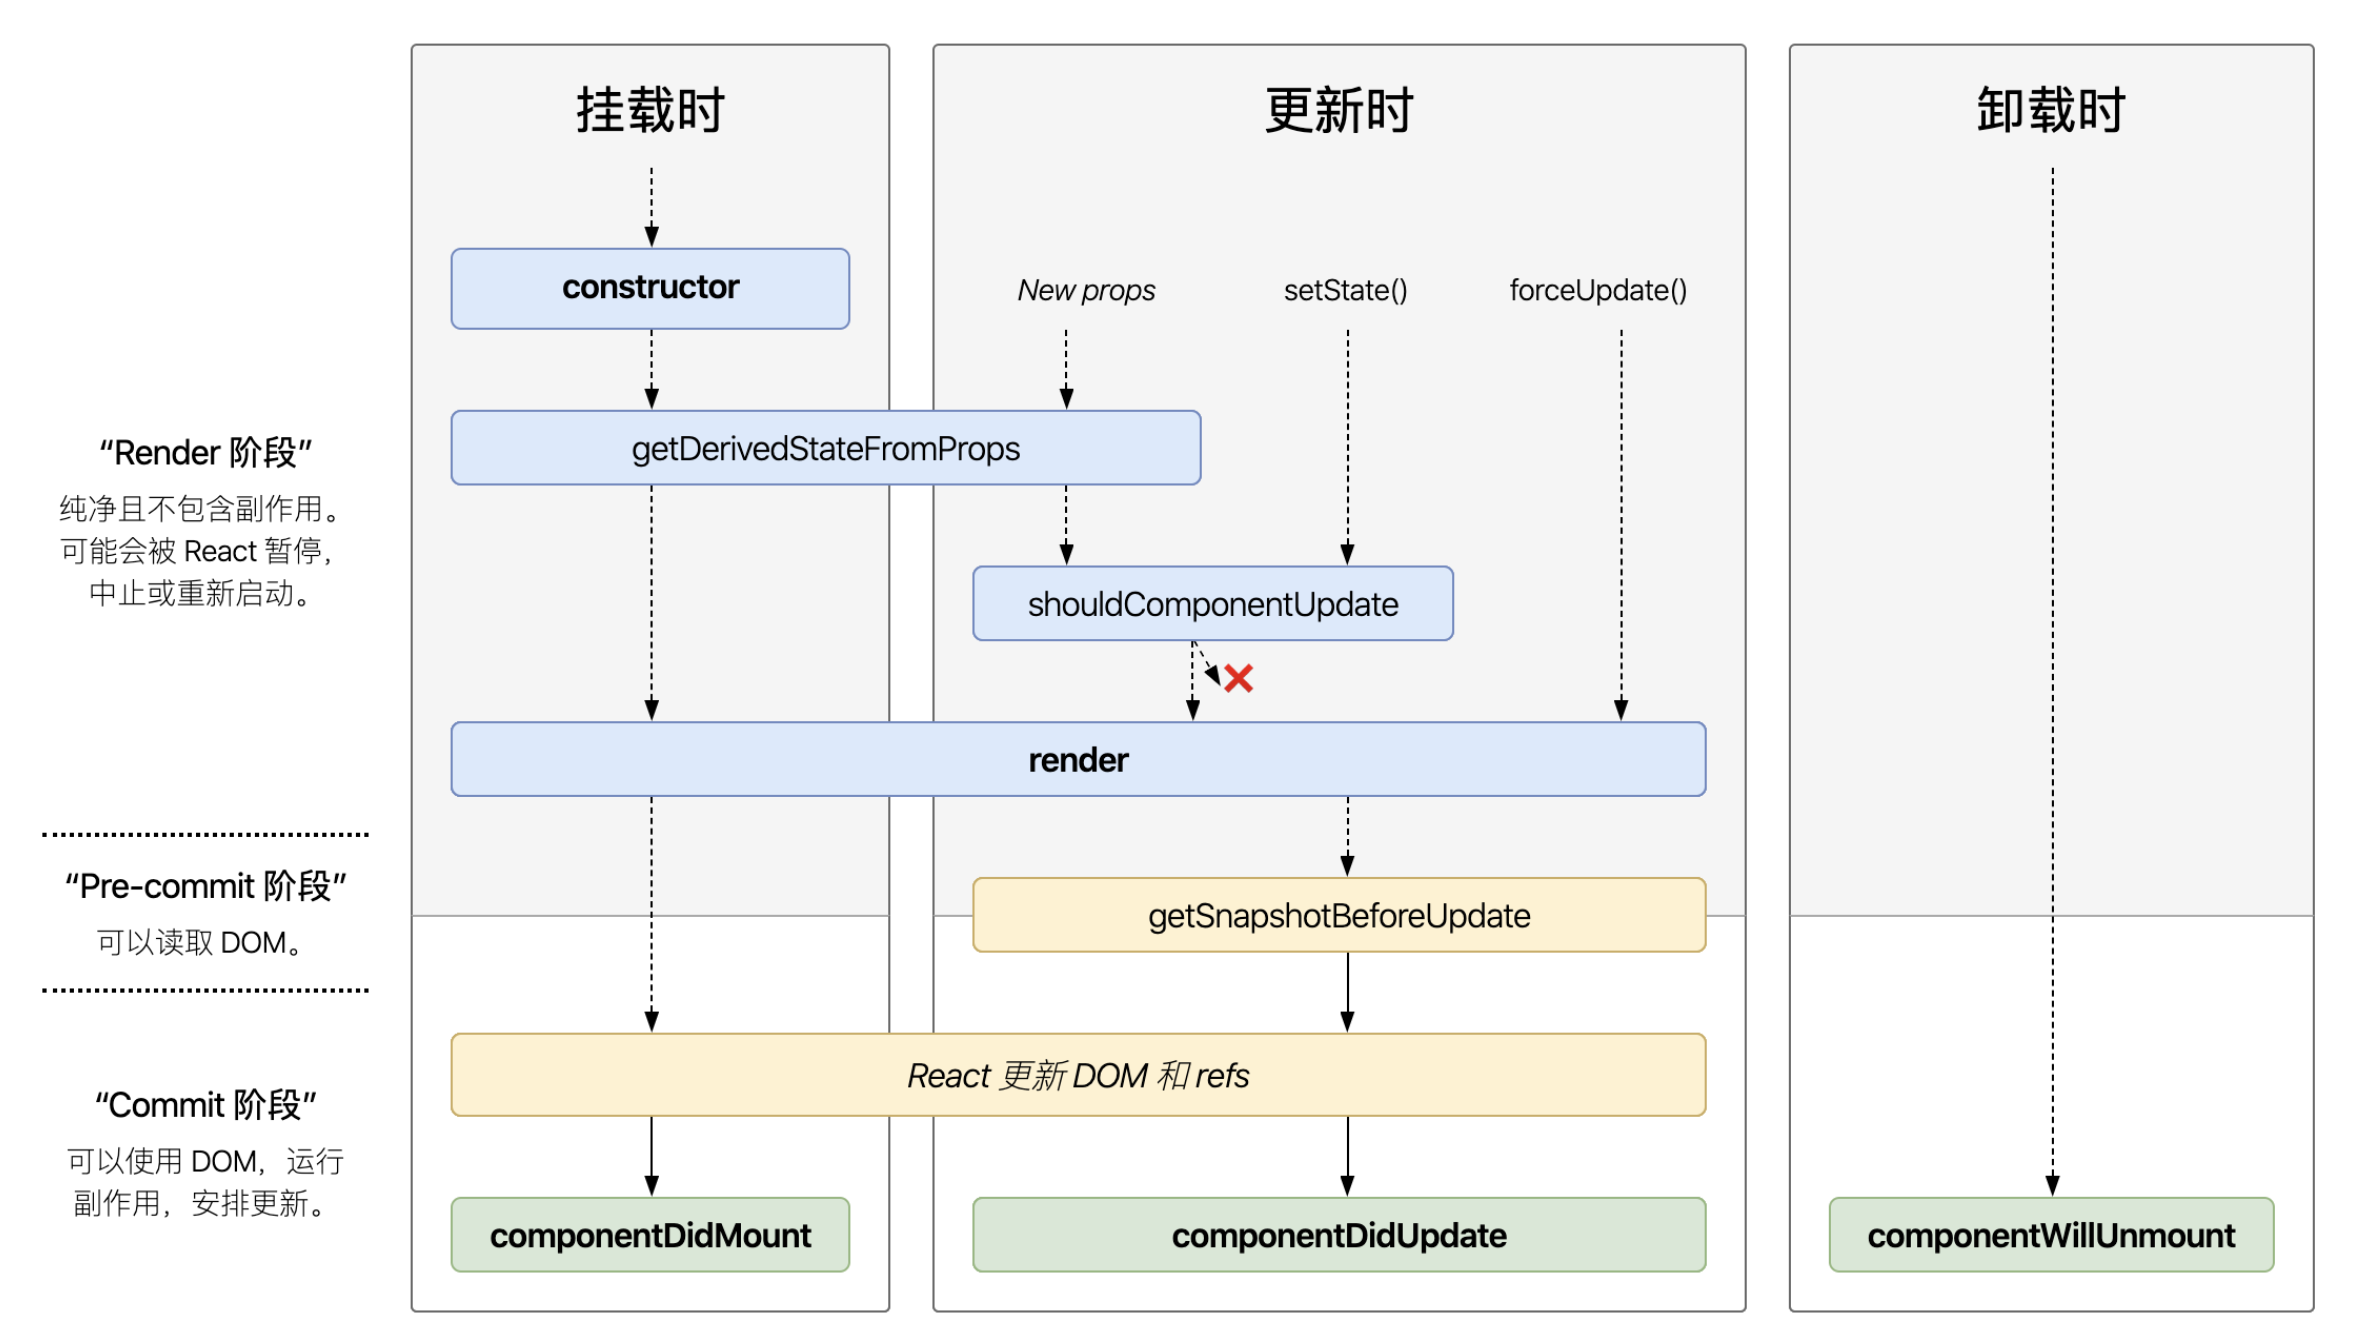 挂载时
更新时
卸载时
constructor
New props
setState()
forceUpdate()
“Render 阶段”
纯净且不包含副作用。
可能会被 React 暂停，
中止或重新启动。
getDerivedStateFromProps
shouldComponentUpdate
render
“Pre-commit 阶段”
可以读取 DOM。
getSnapshotBeforeUpdate
React 更新 DOM 和 refs
“Commit 阶段”
可以使用 DOM，运行
副作用，安排更新。
componentDidMount
componentDidUpdate
componentWillUnmount